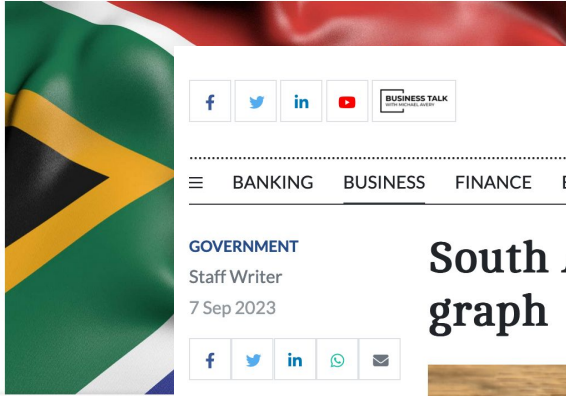 BUSINESS TALK
WITH MICHAEL AVERY
BANKING BUSINESS FINANCE
GOVERNMENT
Staff Writer
7 Sep 2023
South
graph